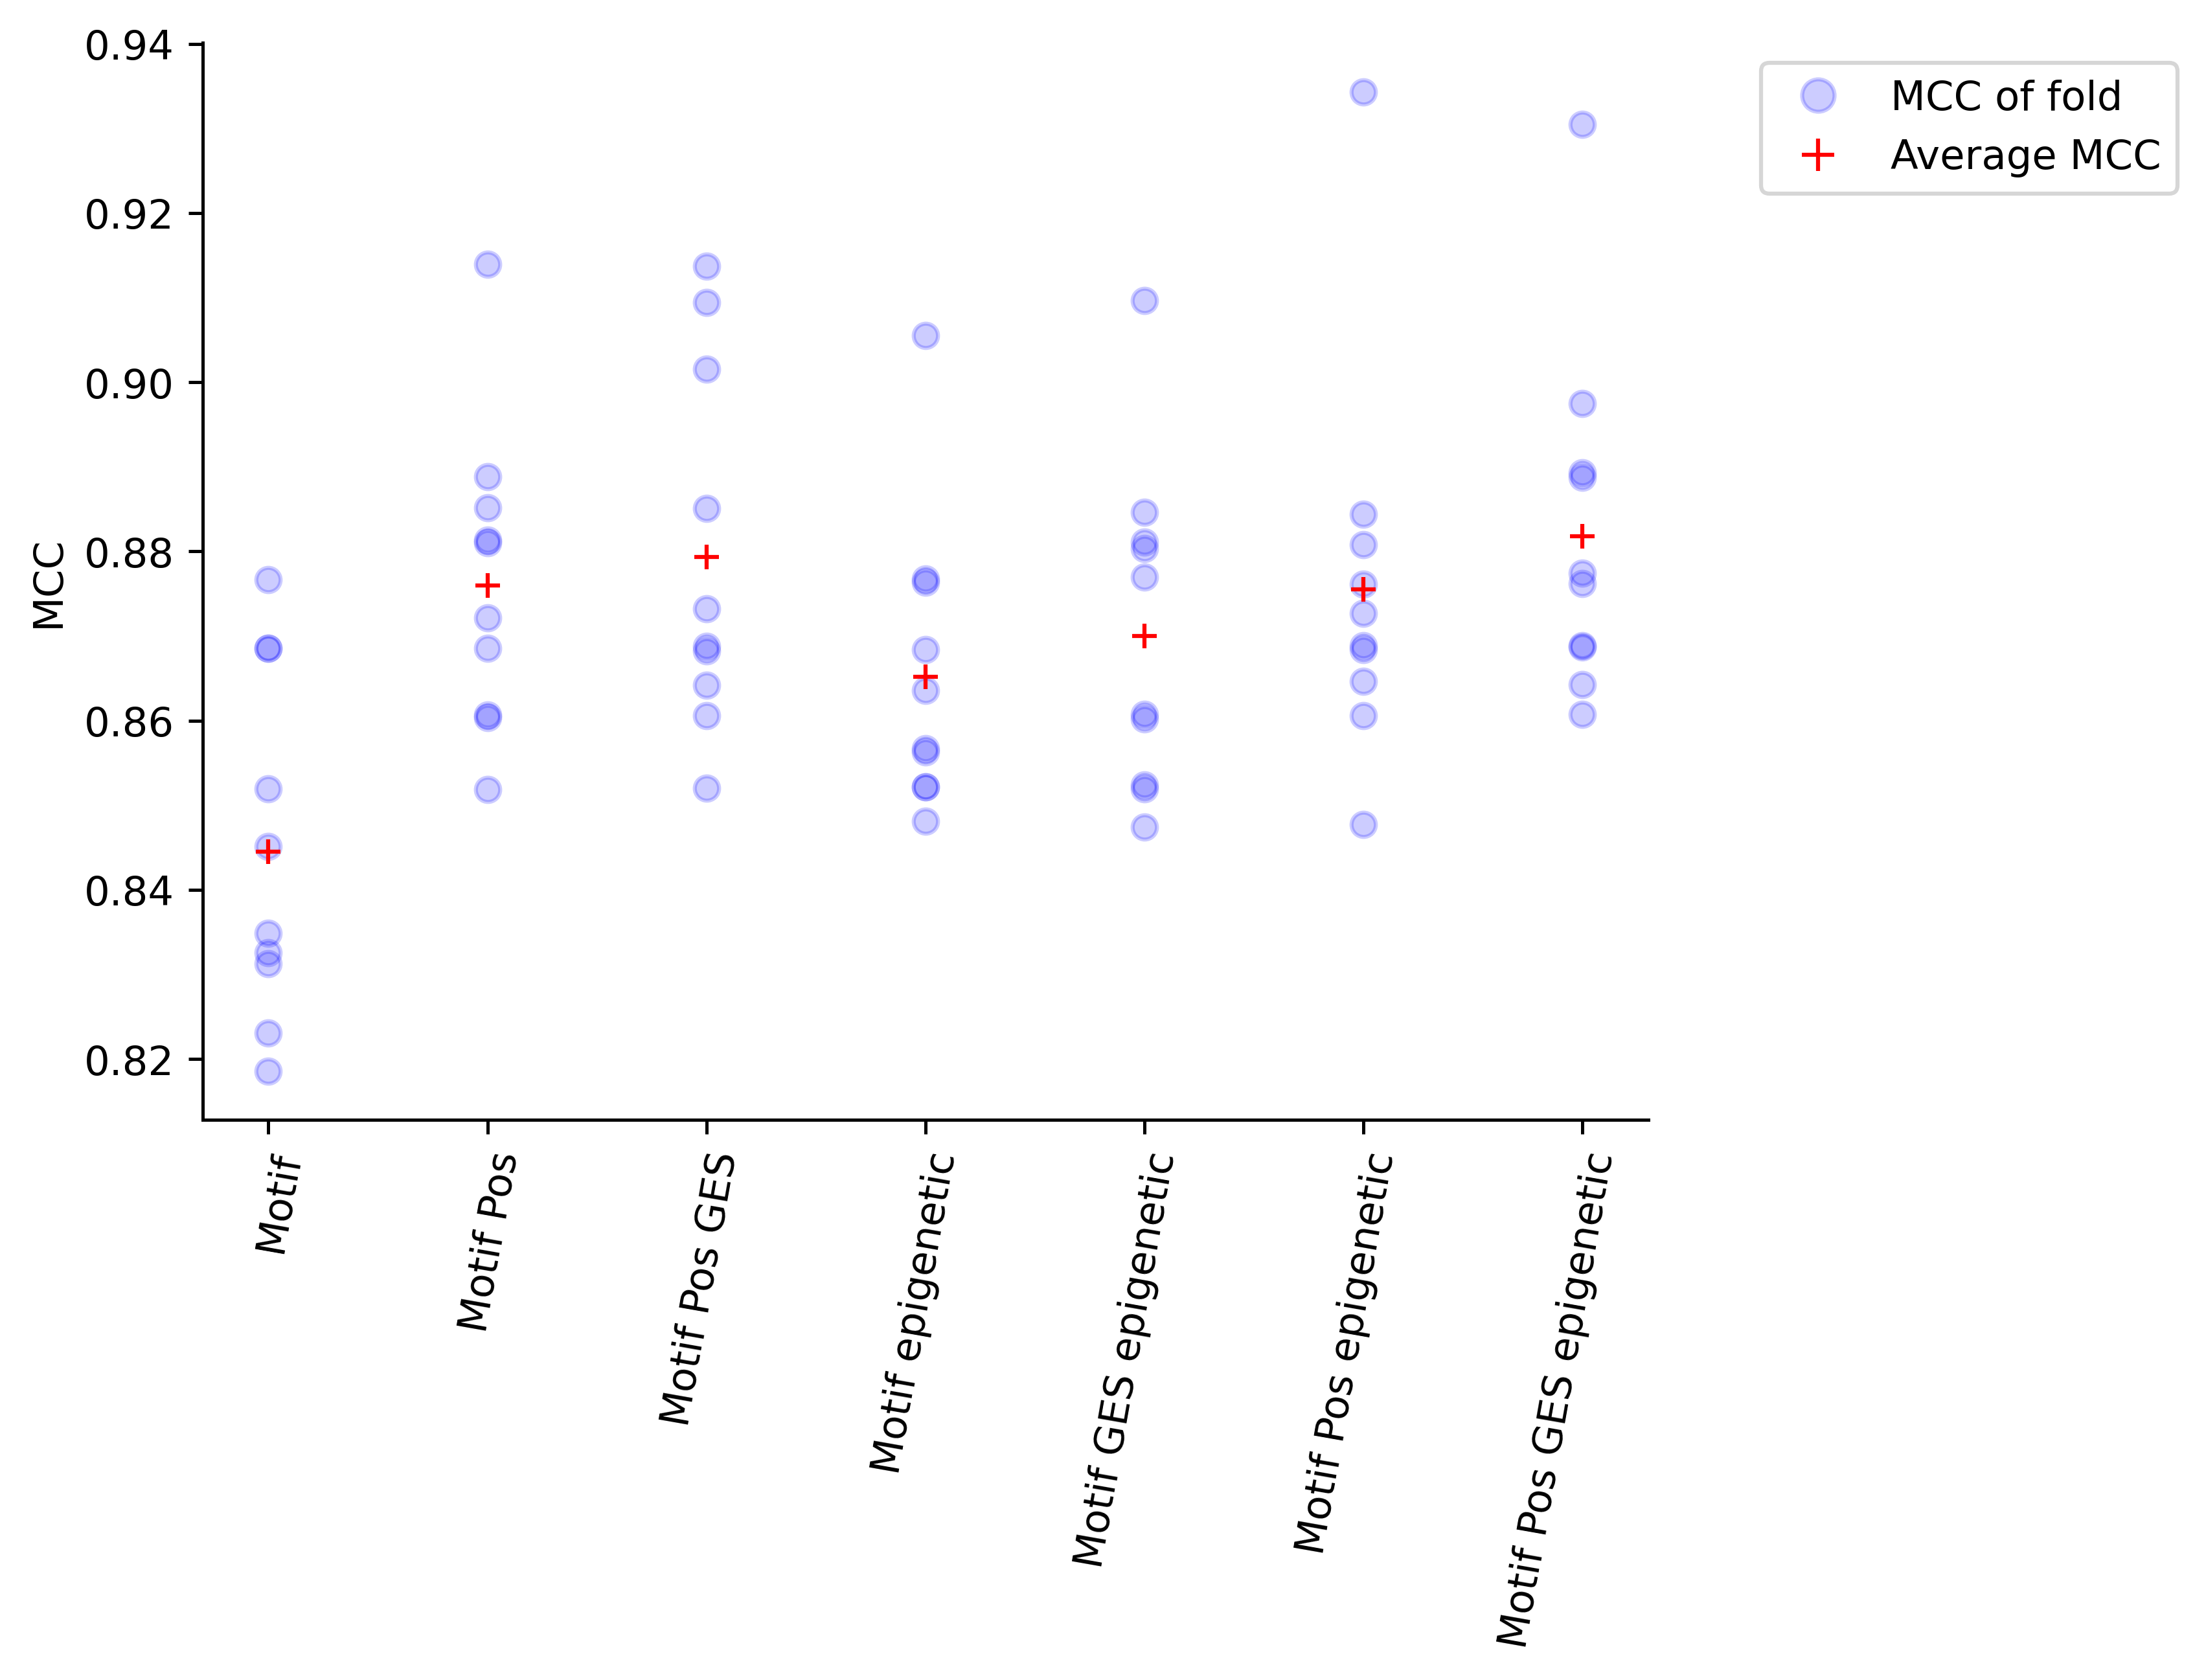 0.94
0.92
0.90
0.88
0.86
0.84
0.82
MCC
Motif
Motif Pos
Motif Pos GES
Motif epigenetic
Motif GES epigenetic
Motif Pos epigenetic
Motif Pos GES epigenetic
MCC of fold
Average MCC